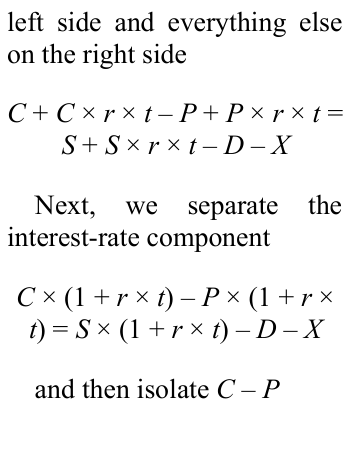 left side and everything else
on the right side
C + C × r × t – P + P × r × t =
S + S × r × t – D – X
Next, we separate the
interest-rate component
C × (1 + r × t) – P × (1 + r ×
t) = S × (1 + r × t) – D – X
and then isolate C – P